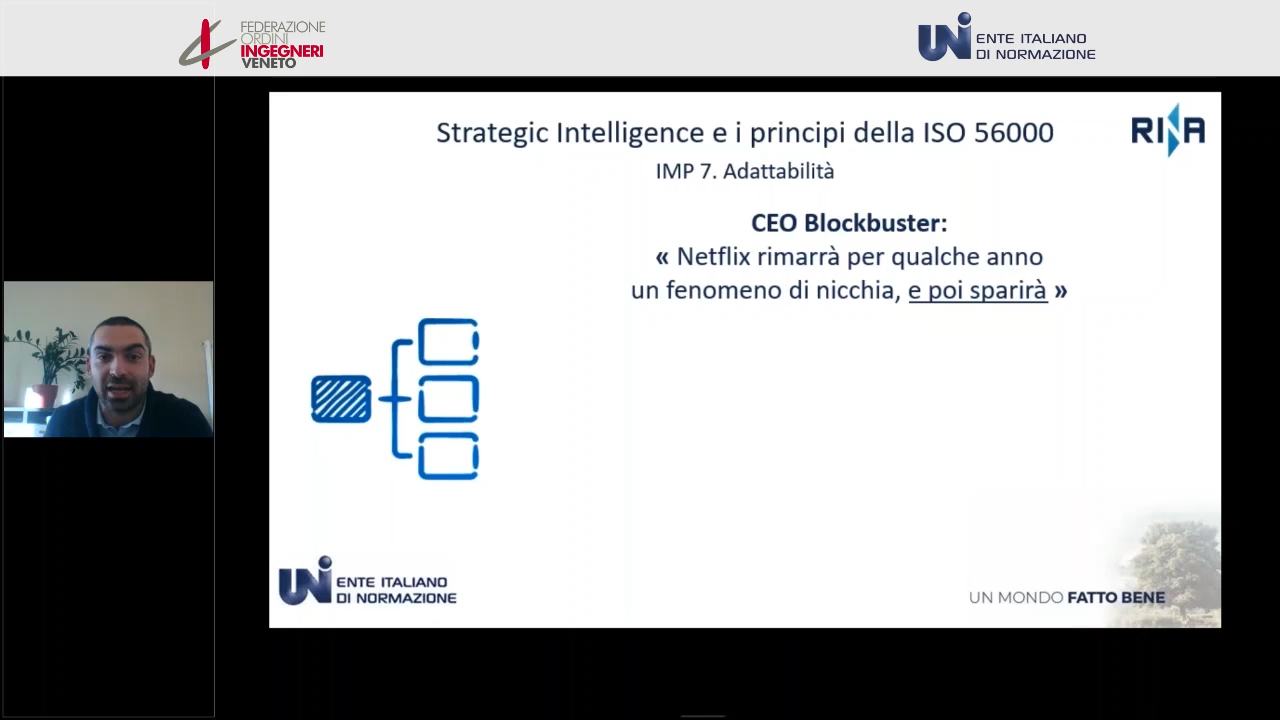 FEDERAZIONE
ORDINI
INGEGNERI
VENETO
UNI ENTE ITALIANO
DI NORMAZIONE
Strategic Intelligence e i principi della ISO 56000
RINA
IMP 7. Adattabilità
CEO Blockbuster:
« Netflix rimarrà per qualche anno
un fenomeno di nicchia, e poi sparirà »
UNI ENTE ITALIANO
DI NORMAZIONE
UN MONDO FATTO BENE